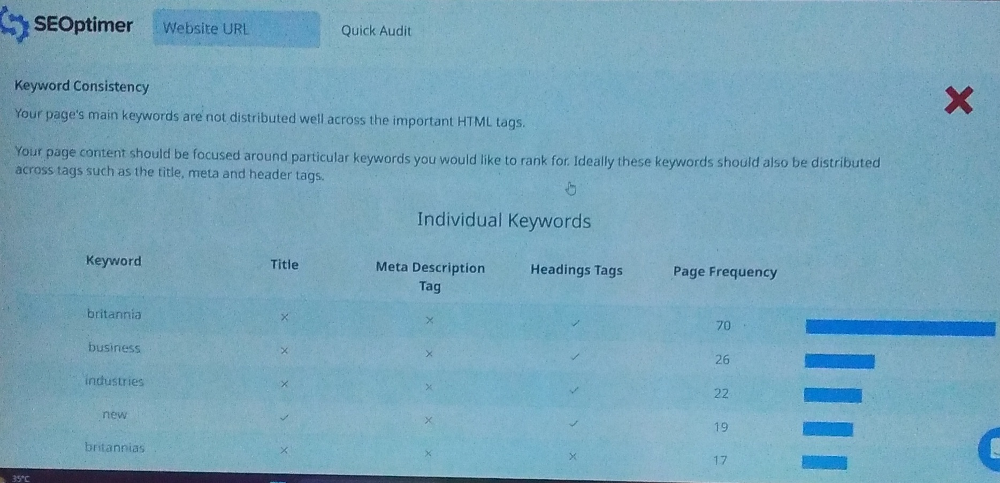 SEOptimer Website URL Quick Audit
Keyword Consistency
Your page's main keywords are not distributed well across the important HTML tags.
Your page content should be focused around particular keywords you would like to rank for. Ideally these keywords should also be distributed
across tags such as the title, meta and header tags.
Individual Keywords
Keyword Title Meta Description Tag Headings Tags Page Frequency
britannia × × ✓ 70
business × × ✓ 26
industries × × ✓ 22
new ✓ × ✓ 19
britannias × × × 17
35°C